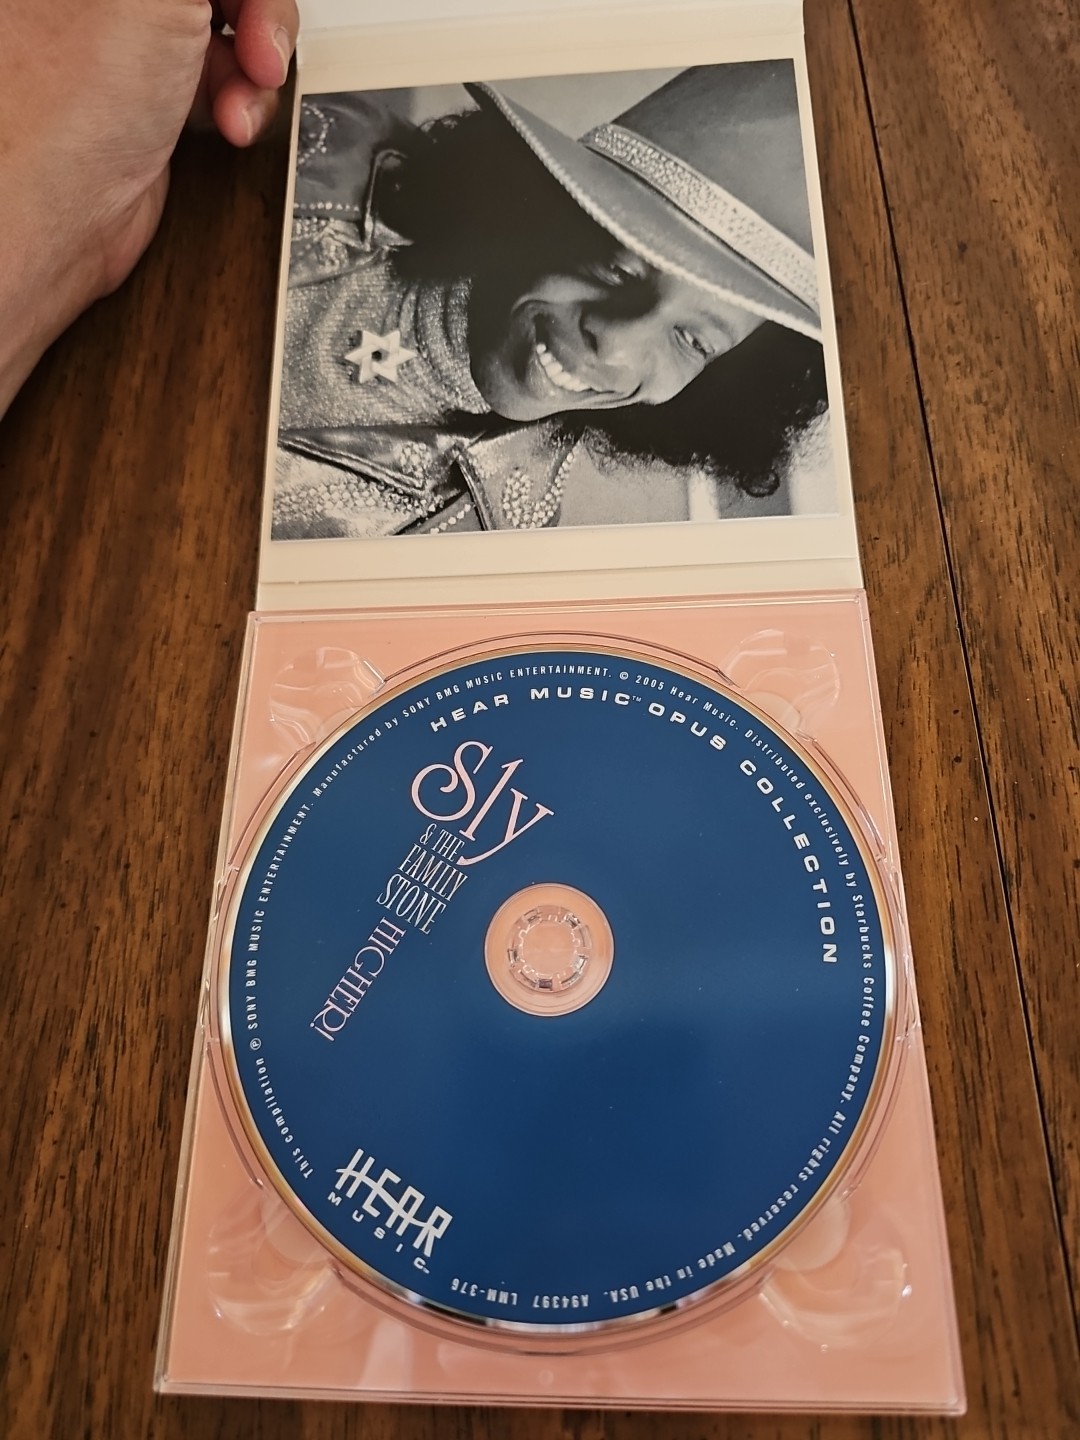 HEAR MUSIC™ OPUS COLLECTION
Sly
& THE
FAMILY
STONE
HIGHER!
HEAR
MUSIC™
This compilation ℗ SONY BMG MUSIC ENTERTAINMENT. Manufactured by SONY BMG MUSIC ENTERTAINMENT. © 2005 Hear Music. Distributed exclusively by Starbucks Coffee Company. All rights reserved. Made in the USA. A94397 LMM-376